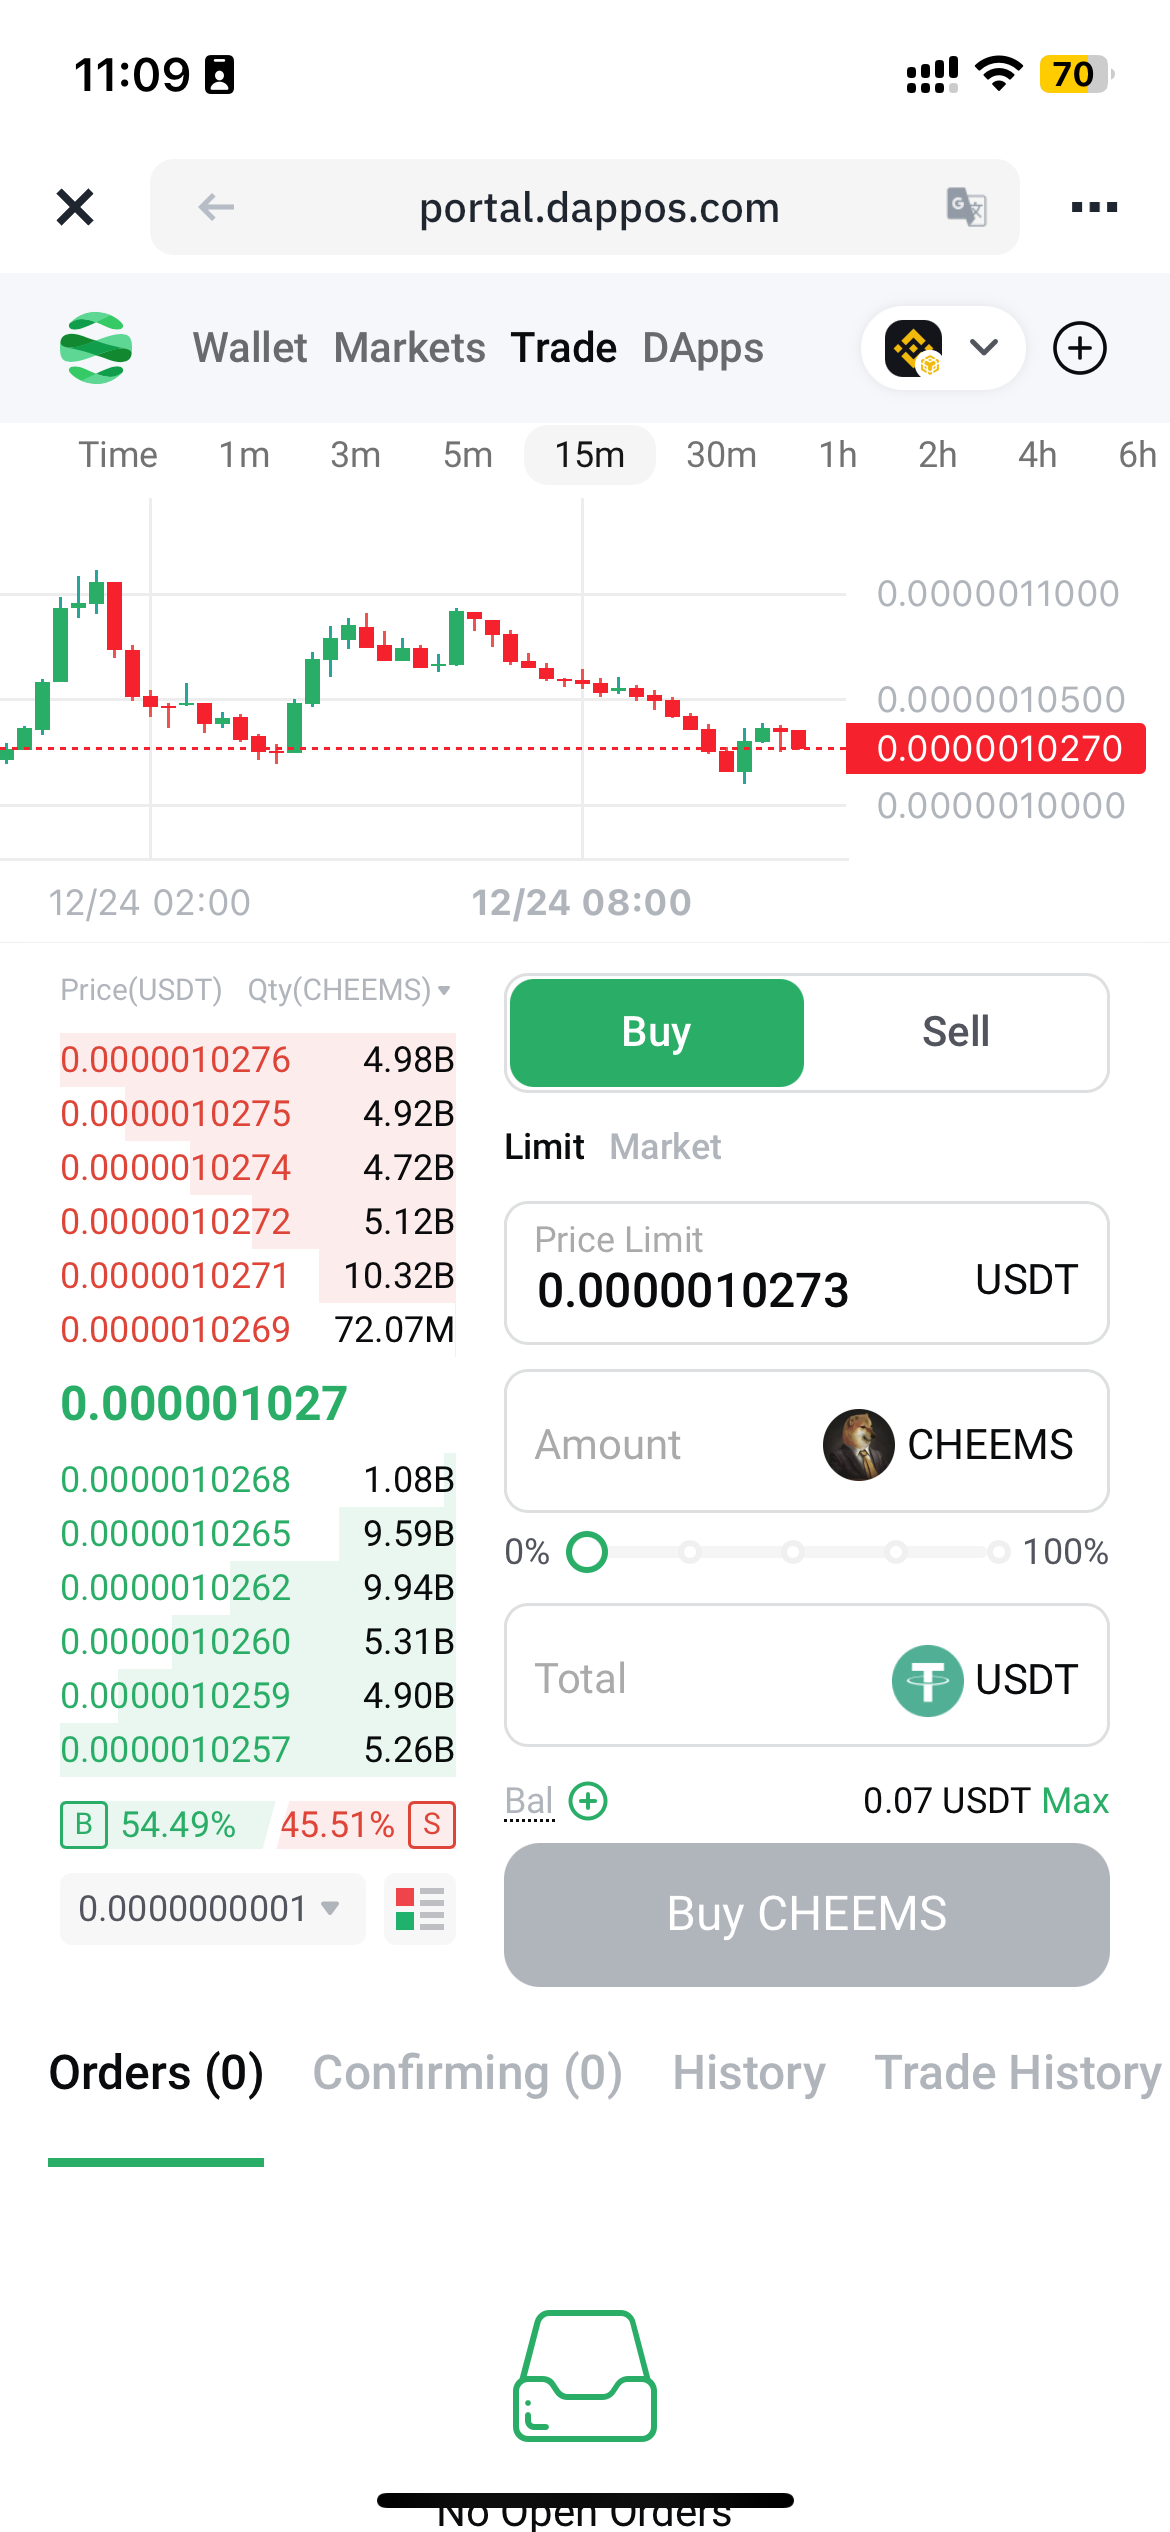 11:09
70
portal.dappos.com
Wallet Markets Trade DApps
Time 1m 3m 5m 15m 30m 1h 2h 4h 6h
0.0000011000
0.0000010500
0.0000010270
0.0000010000
12/24 02:00 12/24 08:00
Price(USDT) Qty(CHEEMS)
0.0000010276 4.98B
0.0000010275 4.92B
0.0000010274 4.72B
0.0000010272 5.12B
0.0000010271 10.32B
0.0000010269 72.07M
0.000001027
0.0000010268 1.08B
0.0000010265 9.59B
0.0000010262 9.94B
0.0000010260 5.31B
0.0000010259 4.90B
0.0000010257 5.26B
B 54.49% 45.51% S
0.0000000001
Buy Sell
Limit Market
Price Limit
0.0000010273 USDT
Amount CHEEMS
0% 100%
Total USDT
Bal 0.07 USDT Max
Buy CHEEMS
Orders (0) Confirming (0) History Trade History
No Open Orders